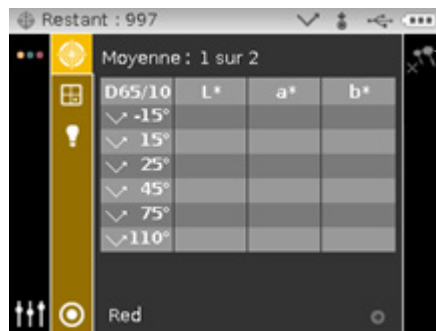 Restant : 997
Moyenne : 1 sur 2
D65/10 L* a* b*
-15°
15°
25°
45°
75°
110°
Red